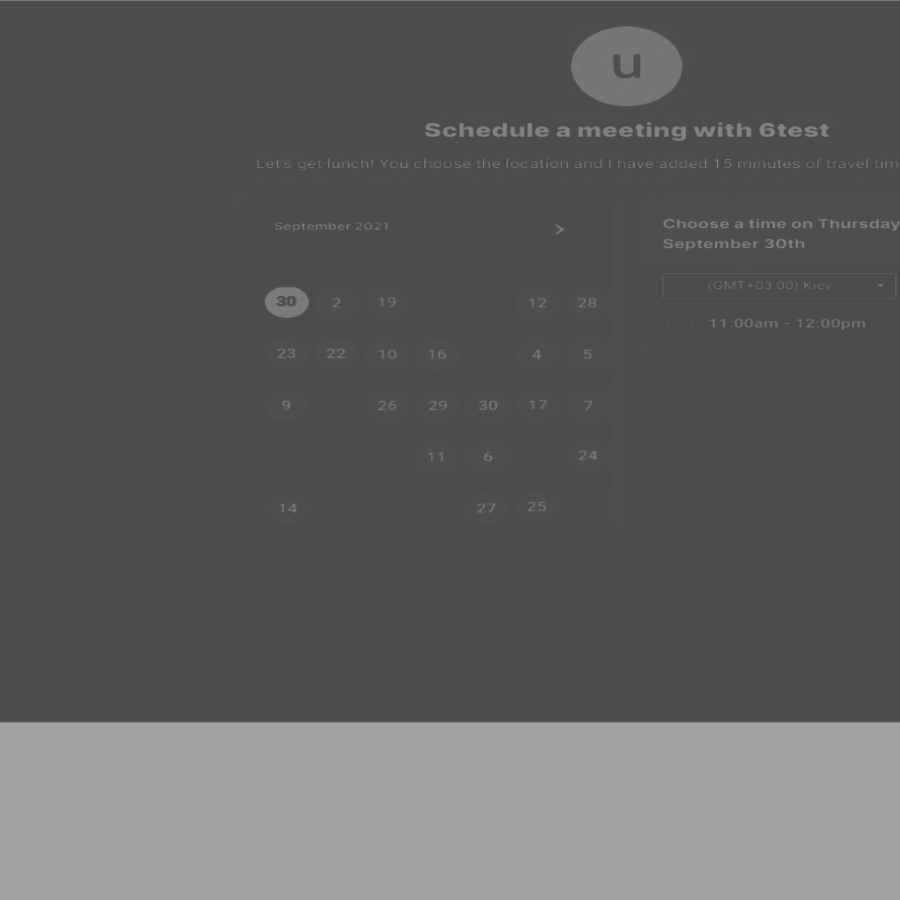 u
Schedule a meeting with 6test
Let's get lunch! You choose the location and I have added 15 minutes of travel tim
September 2021
30 2 19 12 28
23 22 10 16 4 5
9 26 29 30 17 7
11 6 24
14 27 25
Choose a time on Thursday
September 30th
(GMT+03:00) Kiev
11:00am - 12:00pm